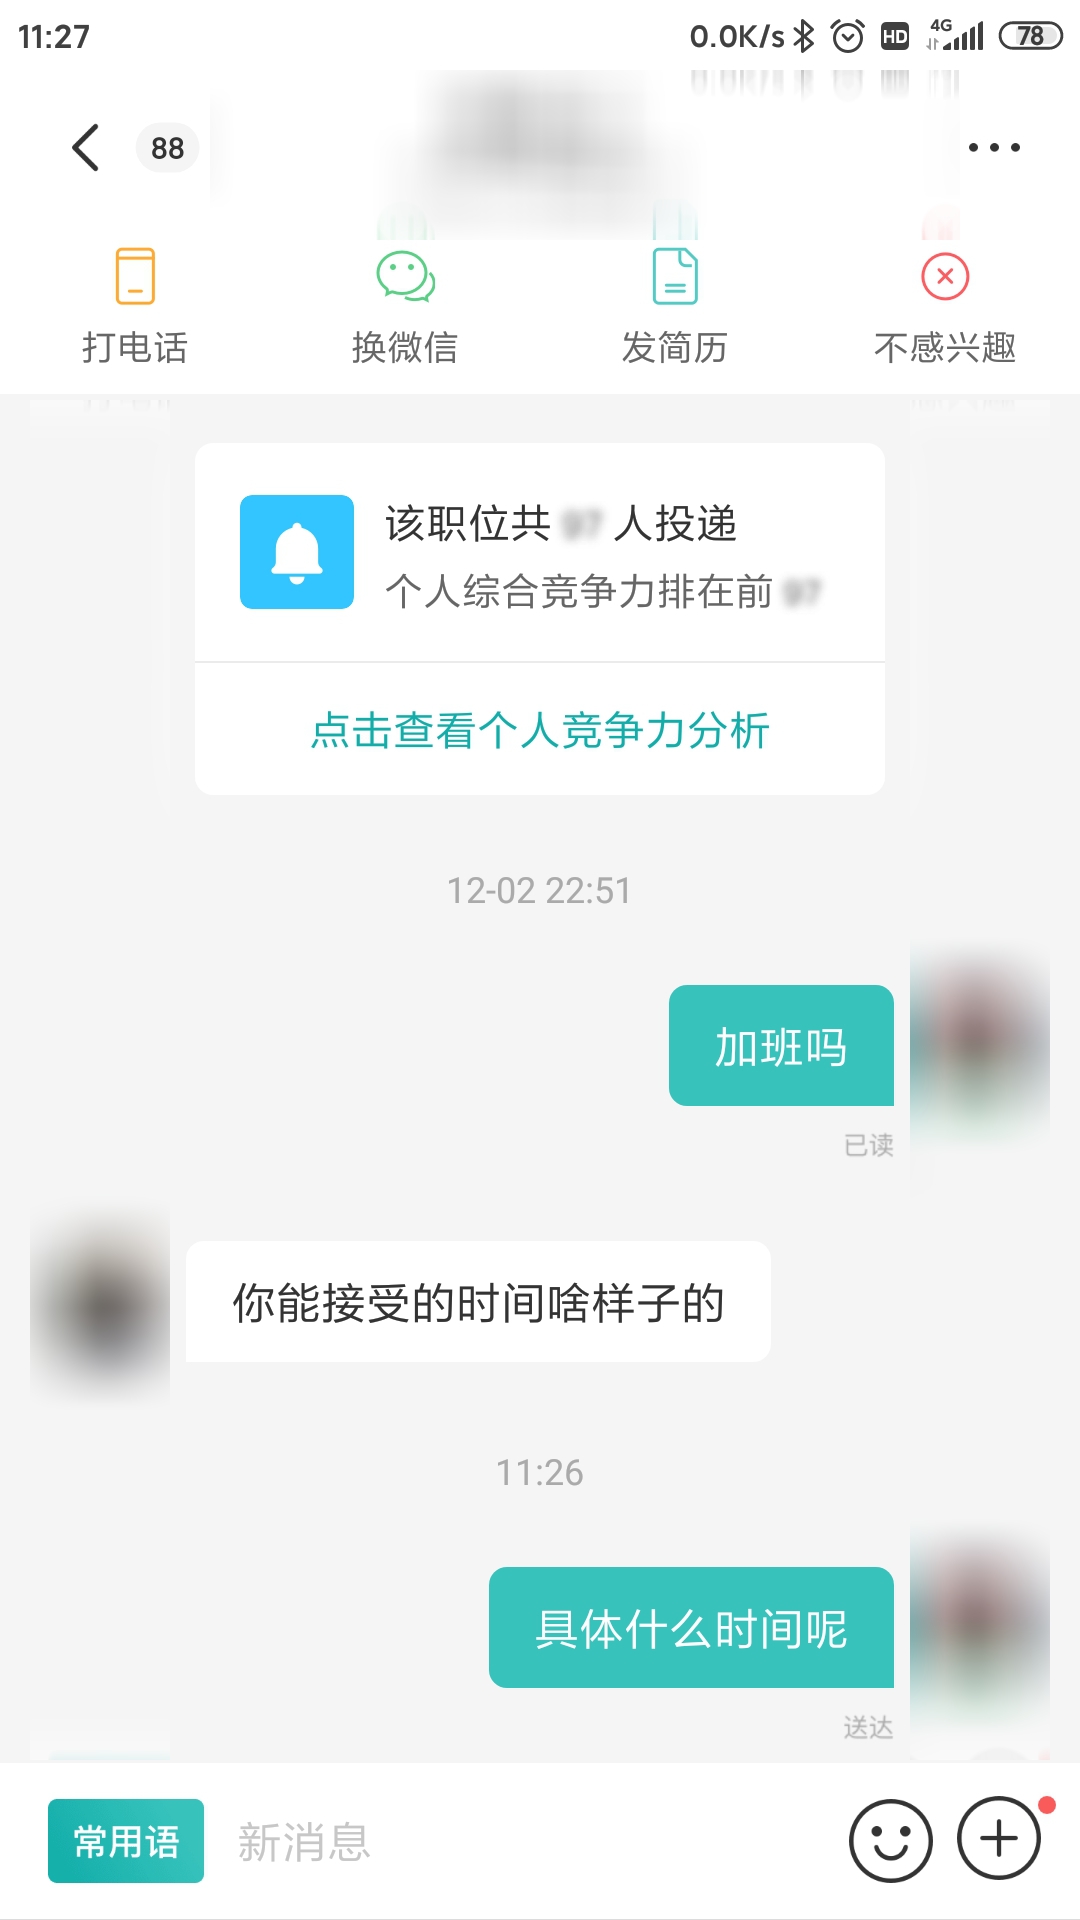 11:27
0.0K/s HD 4G 78
88
打电话 换微信 发简历 不感兴趣
该职位共 人投递
个人综合竞争力排在前
点击查看个人竞争力分析
12-02 22:51
加班吗
已读
你能接受的时间啥样子的
11:26
具体什么时间呢
送达
常用语 新消息